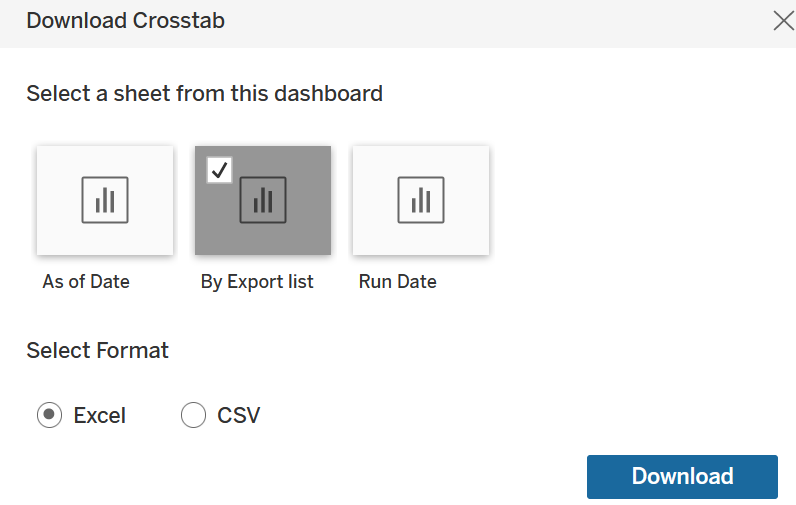 Download Crosstab
Select a sheet from this dashboard
As of Date
By Export list
Run Date
Select Format
Excel
CSV
Download